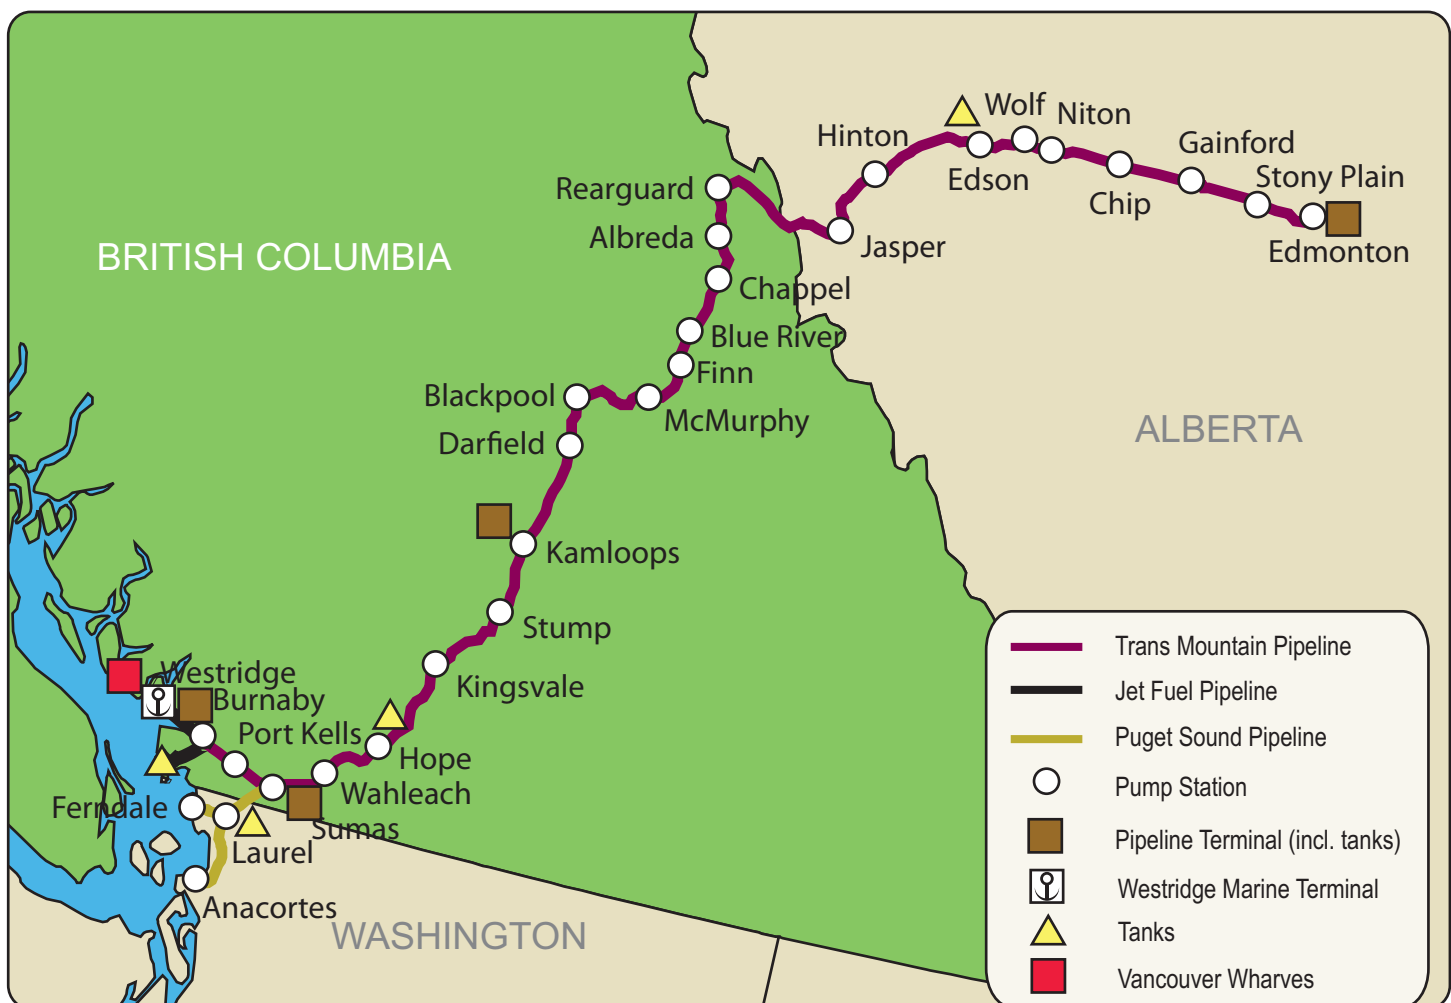 Wolf
Niton
Hinton
Gainford
Edson
Stony Plain
Rearguard
Chip
Albreda
Jasper
Edmonton
BRITISH COLUMBIA
Chappel
Blue River
Finn
Blackpool
McMurphy
ALBERTA
Darfield
Kamloops
Stump
Westridge
Kingsvale
Burnaby
Port Kells
Hope
Wahleach
Ferndale
Sumas
Laurel
Anacortes
WASHINGTON
Trans Mountain Pipeline
Jet Fuel Pipeline
Puget Sound Pipeline
Pump Station
Pipeline Terminal (incl. tanks)
Westridge Marine Terminal
Tanks
Vancouver Wharves